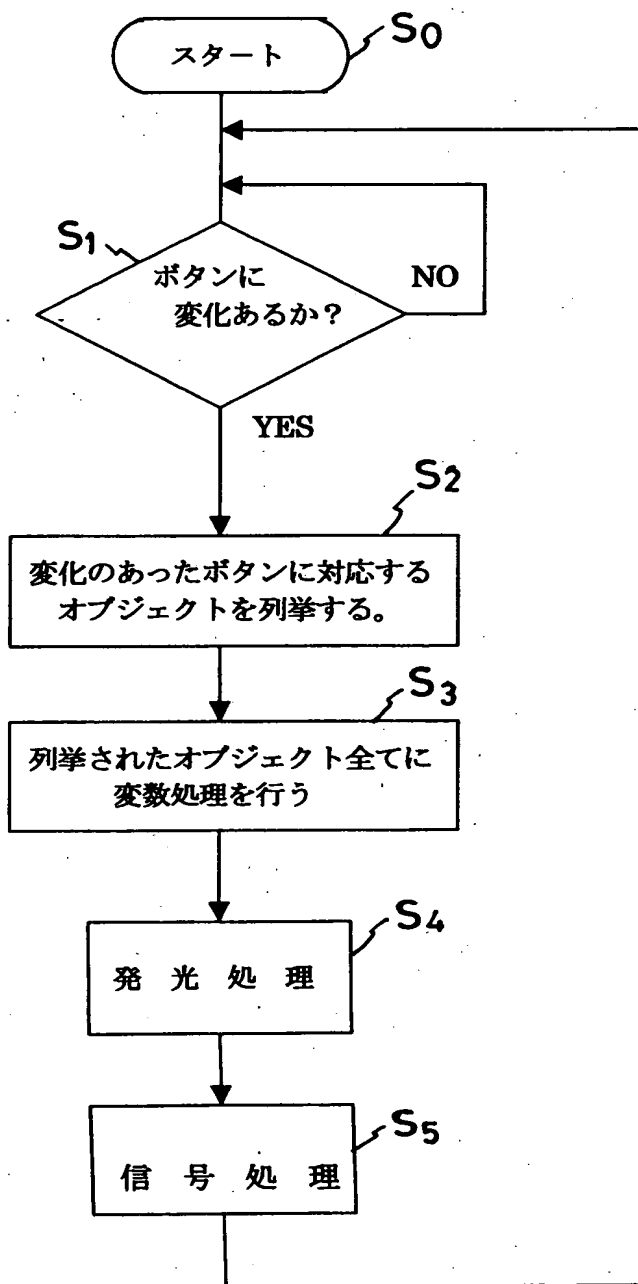 スタート
S0
S1
ボタンに
変化あるか？
NO
YES
S2
変化のあったボタンに対応する
オブジェクトを列挙する。
S3
列挙されたオブジェクト全てに
変数処理を行う
S4
発光処理
S5
信号処理